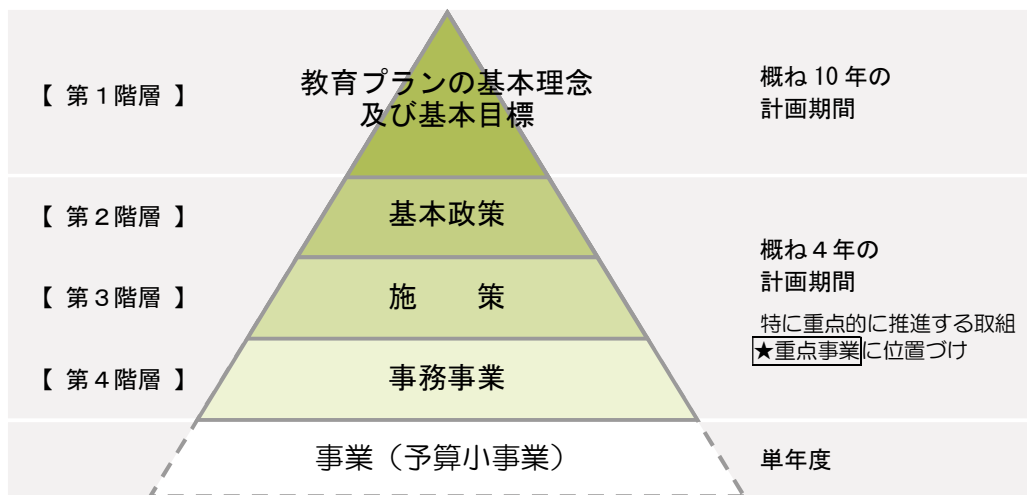 【 第１階層 】
教育プランの基本理念
及び基本目標
概ね 10 年の
計画期間
【 第２階層 】
基本政策
【 第３階層 】
施　　策
【 第４階層 】
事務事業
概ね４年の
計画期間
特に重点的に推進する取組
★重点事業に位置づけ
事業（予算小事業）
単年度